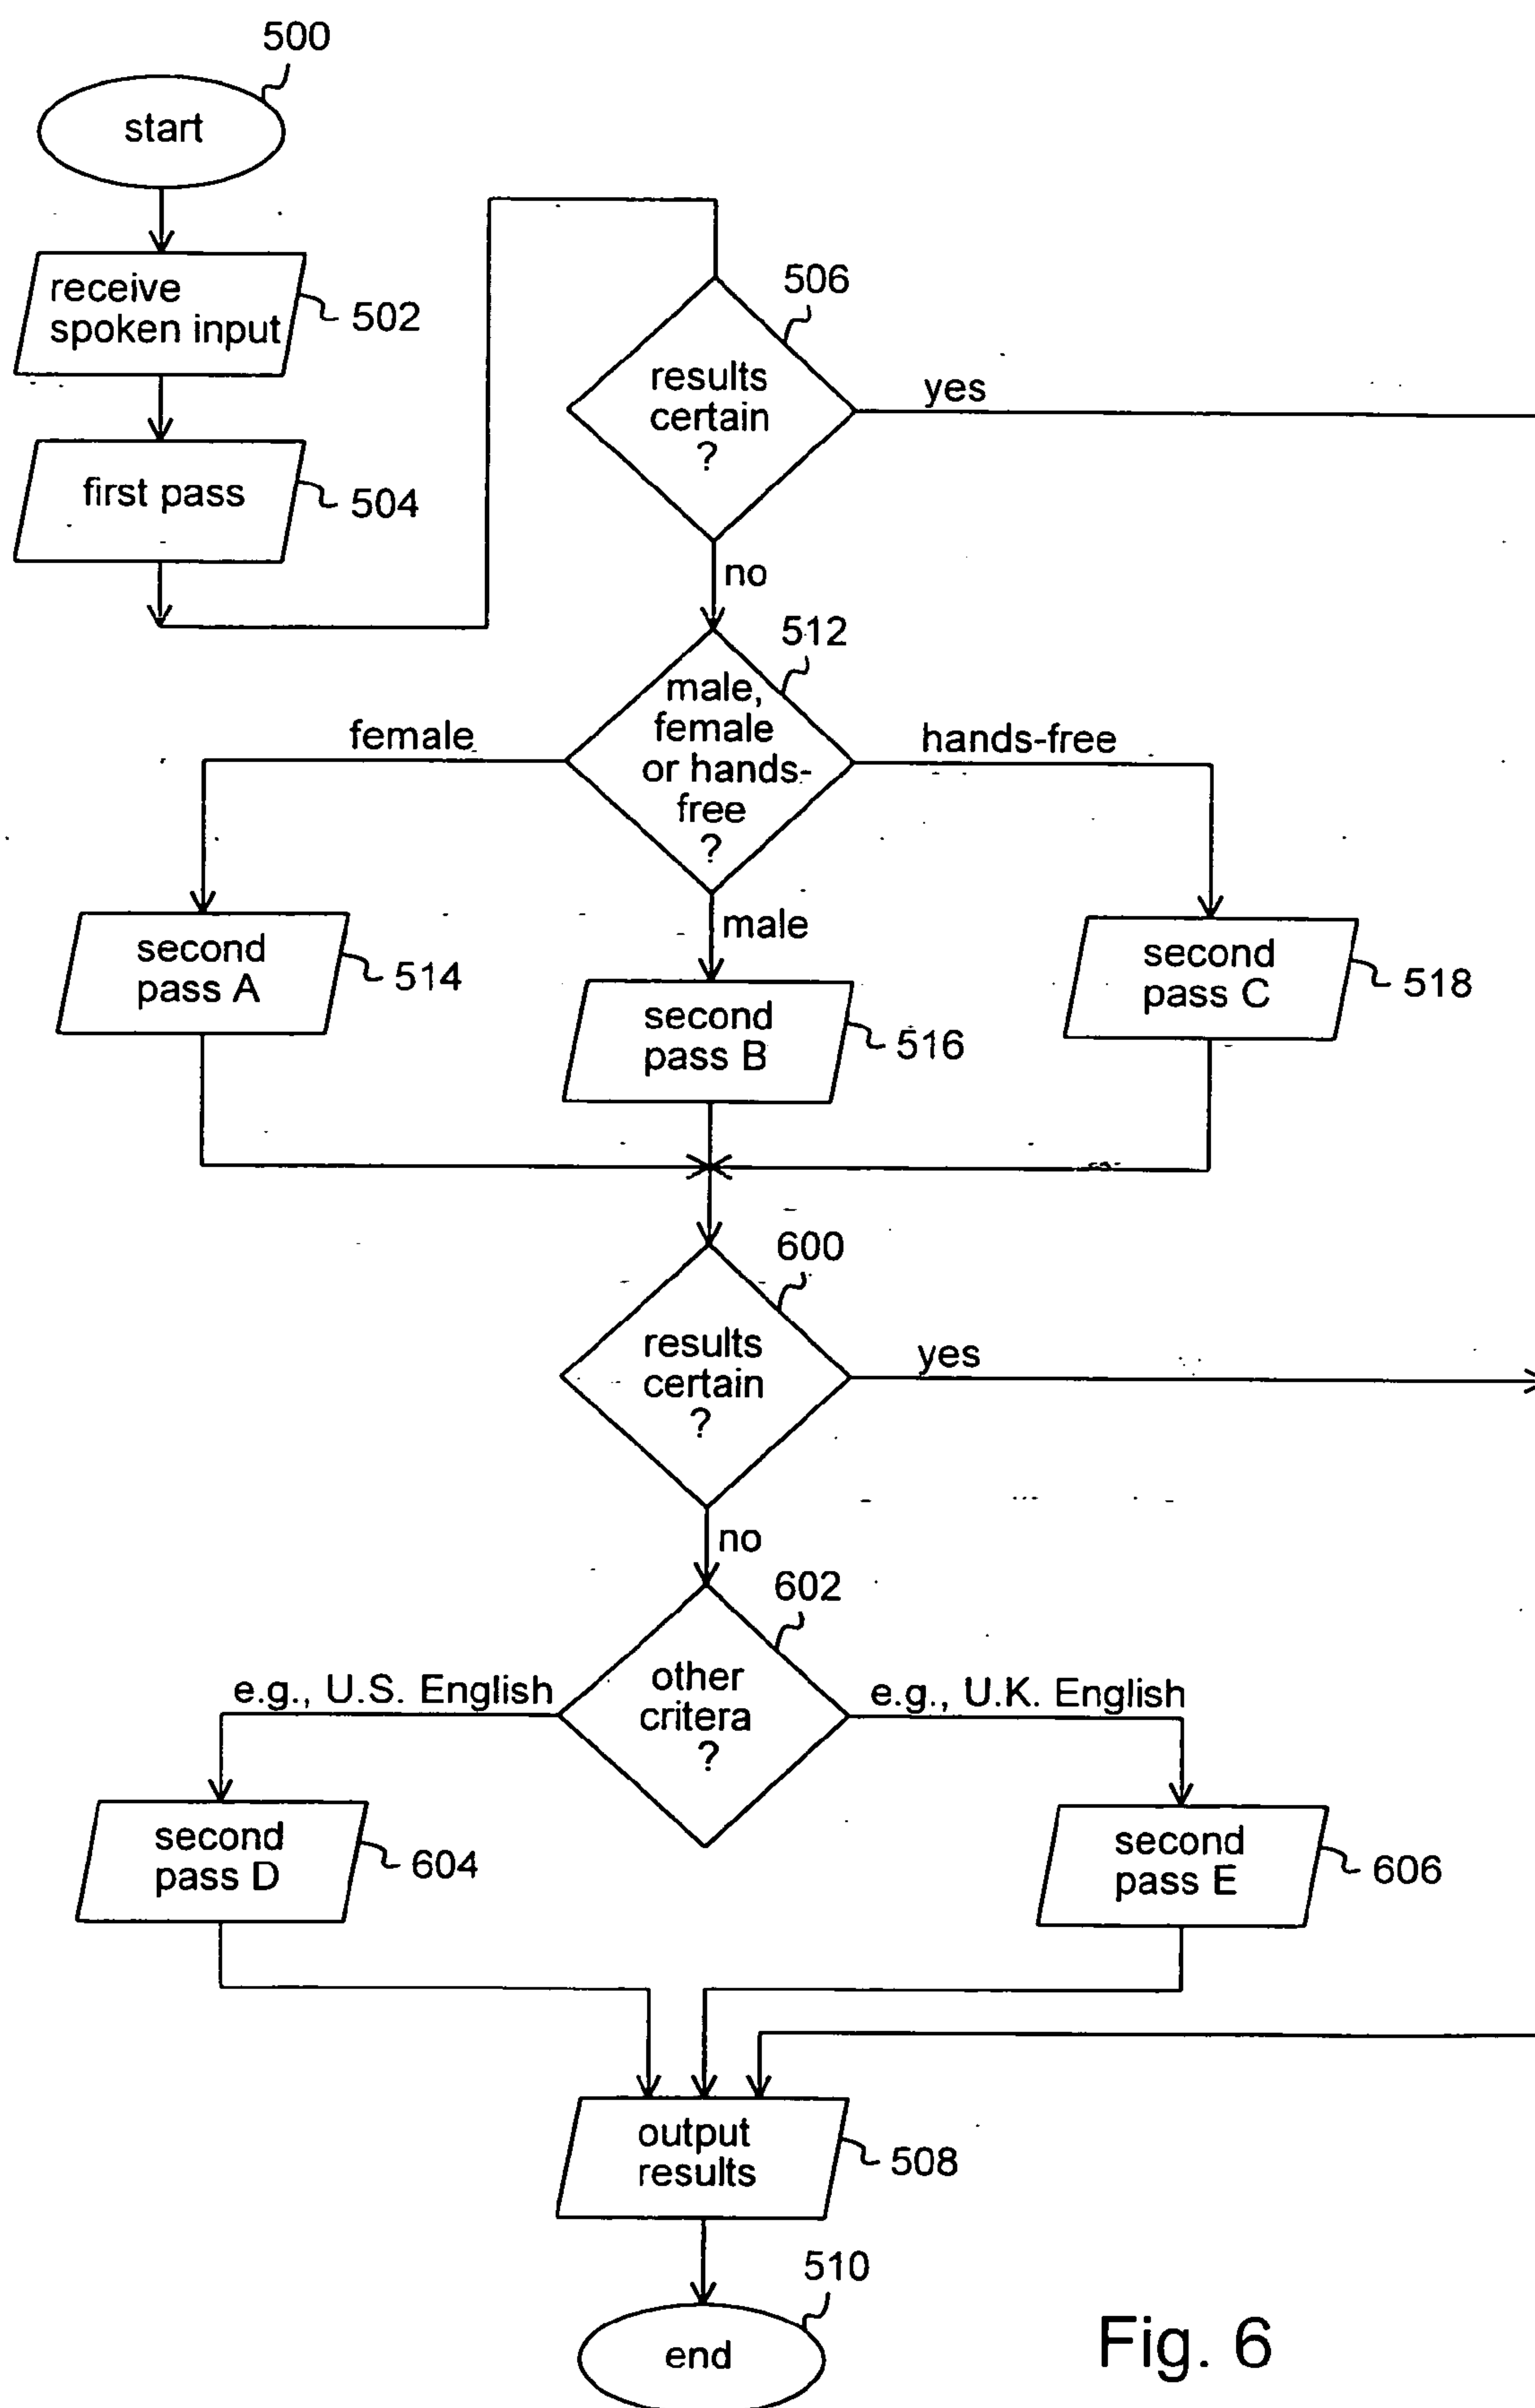 500
start
receive
spoken input
502
first pass
504
506
results
certain
?
yes
no
512
male,
female
or hands-
free
?
female
hands-free
male
second
pass A
514
second
pass B
516
second
pass C
518
600
results
certain
?
yes
no
602
other
critera
?
e.g., U.S. English
e.g., U.K. English
second
pass D
604
second
pass E
606
output
results
508
510
end
Fig. 6